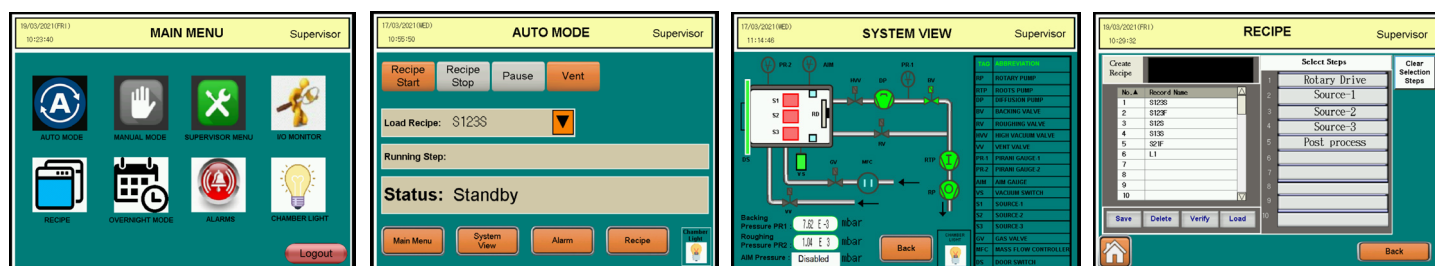 19/03/2021(FRI)
10:23:40
MAIN MENU
Supervisor
AUTO MODE
MANUAL MODE
SUPERVISOR MENU
I/O MONITOR
RECIPE
OVERNIGHT MODE
ALARMS
CHAMBER LIGHT
Logout
17/03/2021(WED)
10:55:50
AUTO MODE
Supervisor
Recipe
Start
Recipe
Stop
Pause
Vent
Load Recipe: S123S
Running Step:
Status: Standby
Main Menu
System
View
Alarm
Recipe
Chamber
Light
17/03/2021(WED)
11:14:46
SYSTEM VIEW
Supervisor
PR-2
AIM
PR-1
HVV
DP
BV
S1
S2
S3
RD
RV
DS
VS
GV
MFC
VV
RTP
RP
TAG ABBREVIATION
RP ROTARY PUMP
RTP ROOTS PUMP
DP DIFFUSION PUMP
BV BACKING VALVE
RV ROUGHING VALVE
HVV HIGH VACUUM VALVE
VV VENT VALVE
PR-1 PIRANI GAUGE-1
PR-2 PIRANI GAUGE-2
AIM AIM GAUGE
VS VACUUM SWITCH
S1 SOURCE-1
S2 SOURCE-2
S3 SOURCE-3
GV GAS VALVE
MFC MASS FLOW CONTROLLER
DS DOOR SWITCH
Backing
Pressure PR1 : 7.62 E -3 mbar
Roughing
Pressure PR2 : 1.04 E 3 mbar
AIM Pressure : Disabled mbar
Back
CHAMBER
LIGHT
19/03/2021(FRI)
10:29:32
RECIPE
Supervisor
Create
Recipe
No.▲ Record Name
1 S123S
2 S123F
3 S12S
4 S13S
5 S21F
6 L1
7
8
9
10
Save
Delete
Verify
Load
Select Steps
1 Rotary Drive
2 Source-1
3 Source-2
4 Source-3
5 Post process
6
7
8
9
10
Clear
Selection
Steps
Back